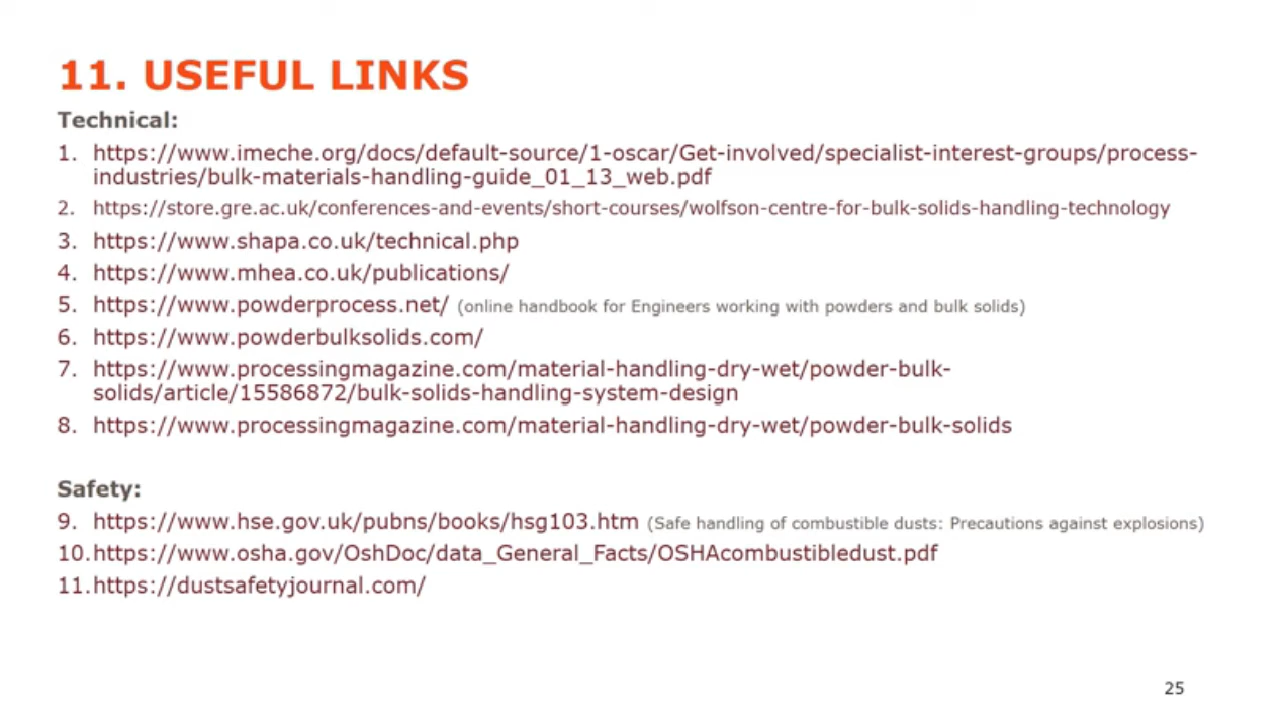 11. USEFUL LINKS
Technical:
1. https://www.imeche.org/docs/default-source/1-oscar/Get-involved/specialist-interest-groups/process-
industries/bulk-materials-handling-guide_01_13_web.pdf
2. https://store.gre.ac.uk/conferences-and-events/short-courses/wolfson-centre-for-bulk-solids-handling-technology
3. https://www.shapa.co.uk/technical.php
4. https://www.mhea.co.uk/publications/
5. https://www.powderprocess.net/ (online handbook for Engineers working with powders and bulk solids)
6. https://www.powderbulksolids.com/
7. https://www.processingmagazine.com/material-handling-dry-wet/powder-bulk-
solids/article/15586872/bulk-solids-handling-system-design
8. https://www.processingmagazine.com/material-handling-dry-wet/powder-bulk-solids
Safety:
9. https://www.hse.gov.uk/pubns/books/hsg103.htm (Safe handling of combustible dusts: Precautions against explosions)
10.https://www.osha.gov/OshDoc/data_General_Facts/OSHAcombustibledust.pdf
11.https://dustsafetyjournal.com/
25